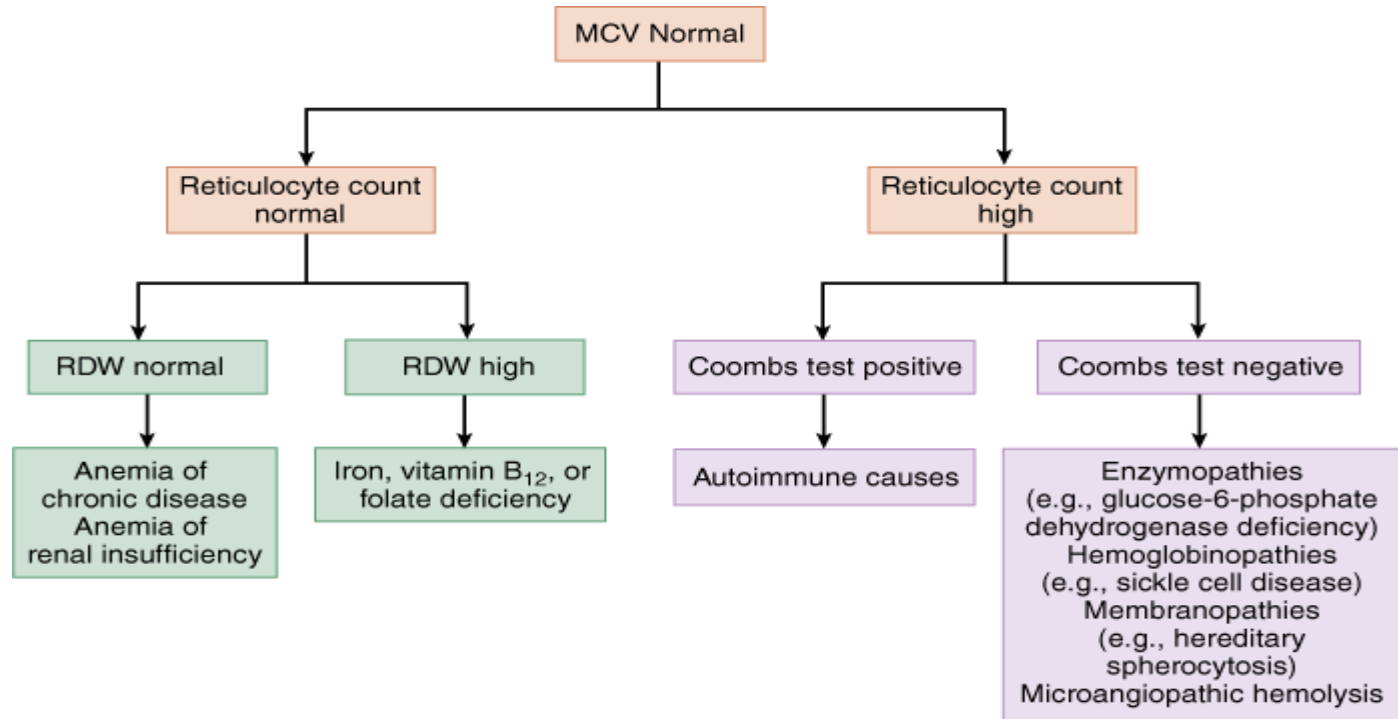 MCV Normal
Reticulocyte count
normal
Reticulocyte count
high
RDW normal
RDW high
Coombs test positive
Coombs test negative
Anemia of
chronic disease
Anemia of
renal insufficiency
Iron, vitamin B₁₂, or
folate deficiency
Autoimmune causes
Enzymopathies
(e.g., glucose-6-phosphate
dehydrogenase deficiency)
Hemoglobinopathies
(e.g., sickle cell disease)
Membranopathies
(e.g., hereditary
spherocytosis)
Microangiopathic hemolysis